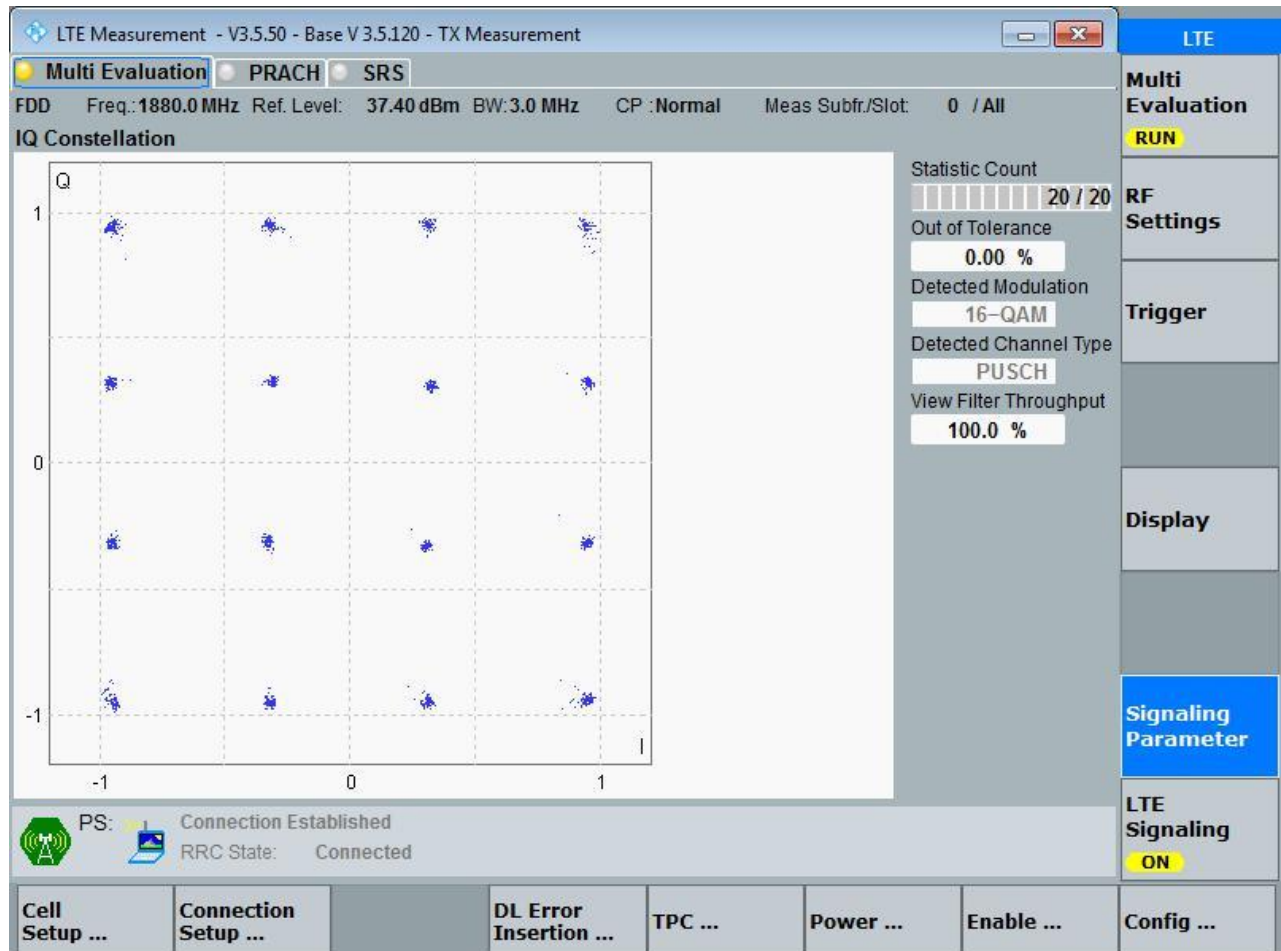 LTE Measurement - V3.5.50 - Base V 3.5.120 - TX Measurement
LTE
Multi Evaluation PRACH SRS
FDD Freq.: 1880.0 MHz Ref. Level: 37.40 dBm BW: 3.0 MHz CP : Normal Meas Subfr./Slot: 0 / All
IQ Constellation
Q
1
0
-1
I
-1 0 1
Statistic Count
20 / 20
Out of Tolerance
0.00 %
Detected Modulation
16-QAM
Detected Channel Type
PUSCH
View Filter Throughput
100.0 %
Multi
Evaluation
RUN
RF
Settings
Trigger
Display
Signaling
Parameter
LTE
Signaling
ON
PS: Connection Established
RRC State: Connected
Cell
Setup ...
Connection
Setup ...
DL Error
Insertion ...
TPC ...
Power ...
Enable ...
Config ...